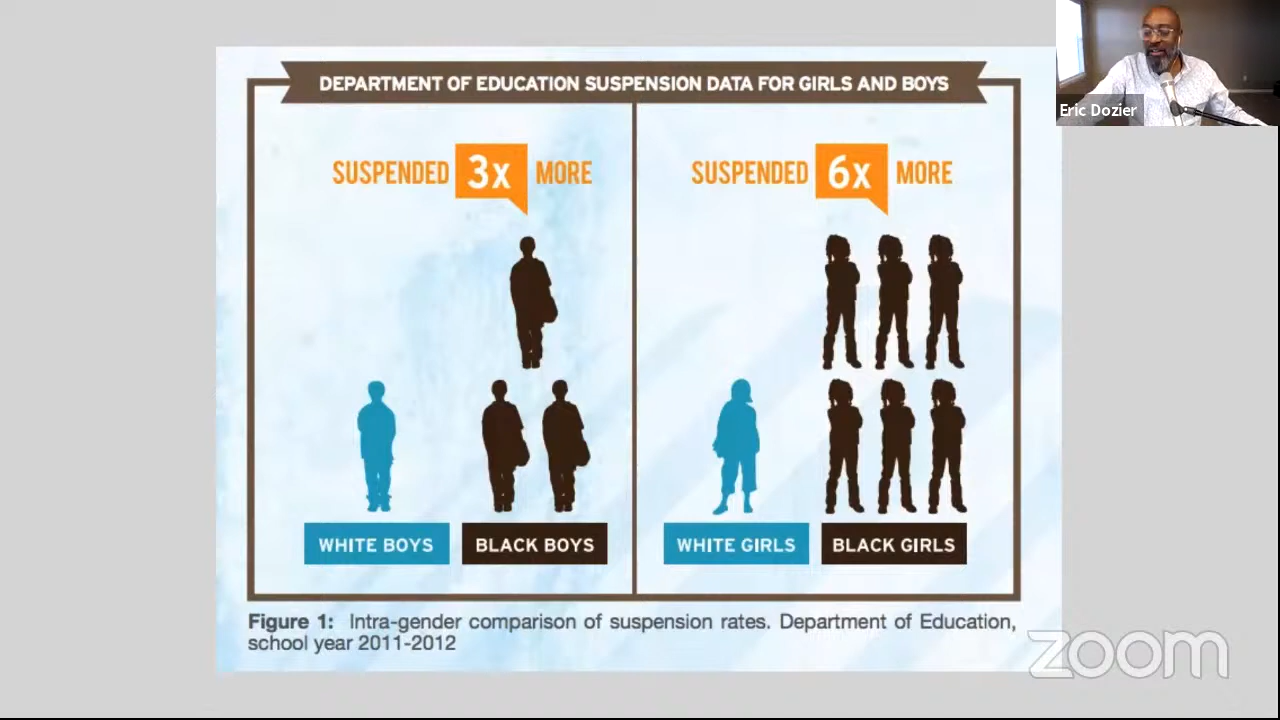 DEPARTMENT OF EDUCATION SUSPENSION DATA FOR GIRLS AND BOYS
SUSPENDED 3x MORE
SUSPENDED 6x MORE
WHITE BOYS
BLACK BOYS
WHITE GIRLS
BLACK GIRLS
Figure 1: Intra-gender comparison of suspension rates. Department of Education,
school year 2011-2012
Eric Dozier
zoom